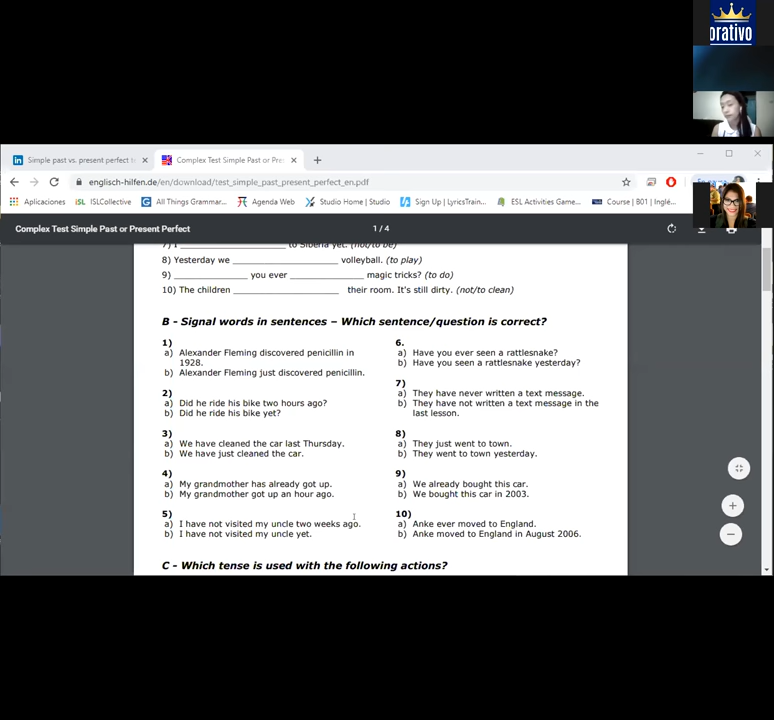 orativo
Simple past vs. present perfect t
Complex Test Simple Past or Pre
englisch-hilfen.de/en/download/test_simple_past_present_perfect_en.pdf
Aplicaciones
iSL ISLCollective
All Things Grammar...
Agenda Web
Studio Home | Studio
Sign Up | LyricsTrain...
ESL Activities Game...
Course | B01 | Inglé...
Complex Test Simple Past or Present Perfect
1 / 4
7) I ____________________ to Siberia yet. (not/to be)
8) Yesterday we ____________________ volleyball. (to play)
9) ______________ you ever ______________ magic tricks? (to do)
10) The children ____________________ their room. It's still dirty. (not/to clean)
B - Signal words in sentences – Which sentence/question is correct?
1)
a) Alexander Fleming discovered penicillin in
1928.
b) Alexander Fleming just discovered penicillin.
2)
a) Did he ride his bike two hours ago?
b) Did he ride his bike yet?
3)
a) We have cleaned the car last Thursday.
b) We have just cleaned the car.
4)
a) My grandmother has already got up.
b) My grandmother got up an hour ago.
5)
a) I have not visited my uncle two weeks ago.
b) I have not visited my uncle yet.
6.
a) Have you ever seen a rattlesnake?
b) Have you seen a rattlesnake yesterday?
7)
a) They have never written a text message.
b) They have not written a text message in the
last lesson.
8)
a) They just went to town.
b) They went to town yesterday.
9)
a) We already bought this car.
b) We bought this car in 2003.
10)
a) Anke ever moved to England.
b) Anke moved to England in August 2006.
C - Which tense is used with the following actions?